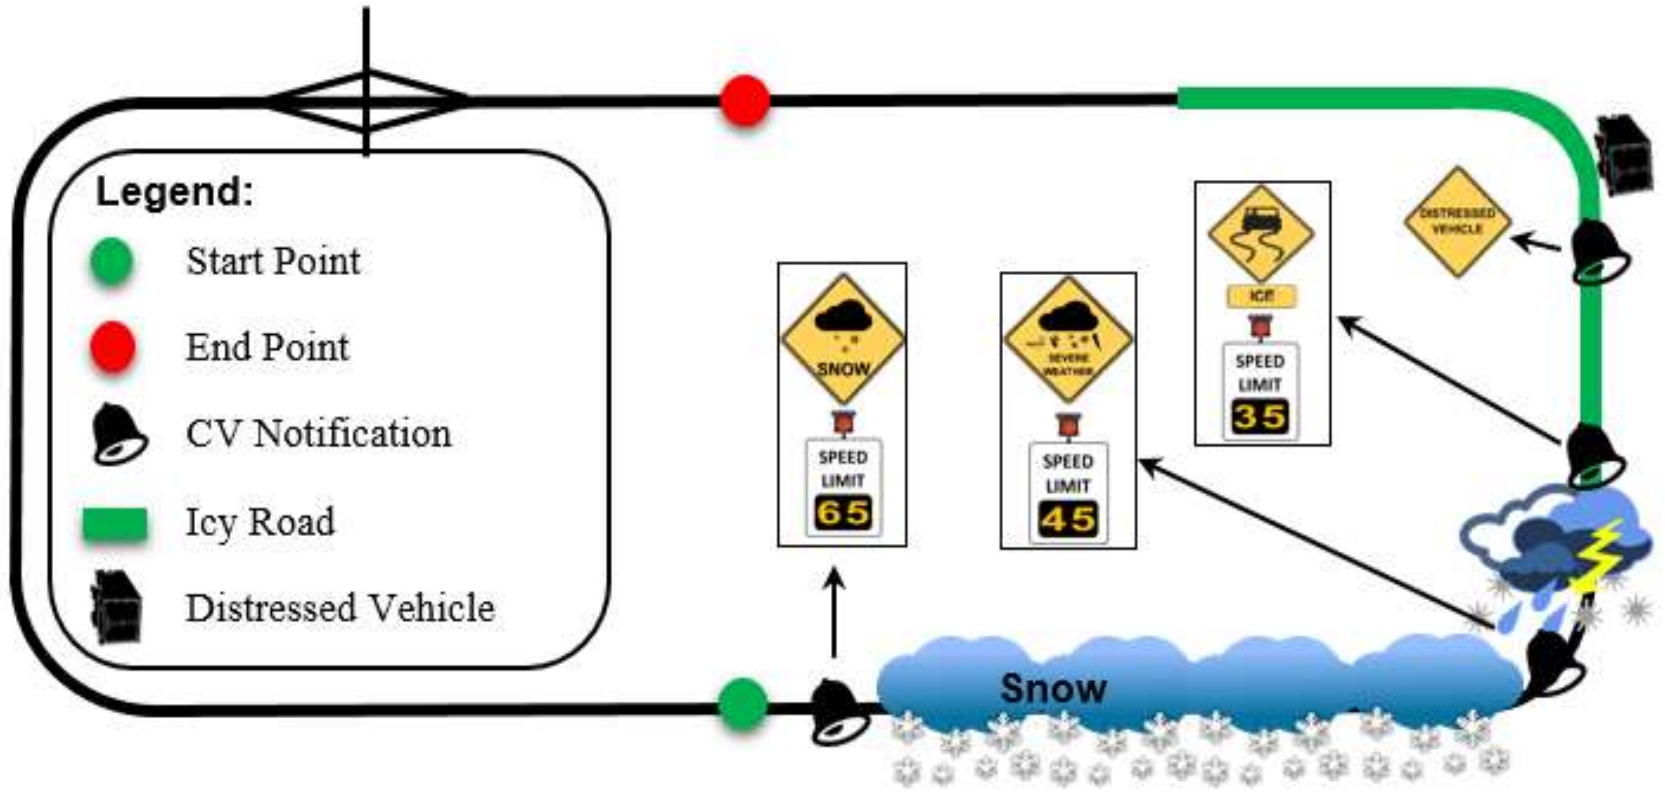 Legend:
Start Point
End Point
CV Notification
Icy Road
Distressed Vehicle
SNOW
SPEED
LIMIT
65
SEVERE
WEATHER
SPEED
LIMIT
45
ICE
SPEED
LIMIT
35
DISTRESSED
VEHICLE
Snow